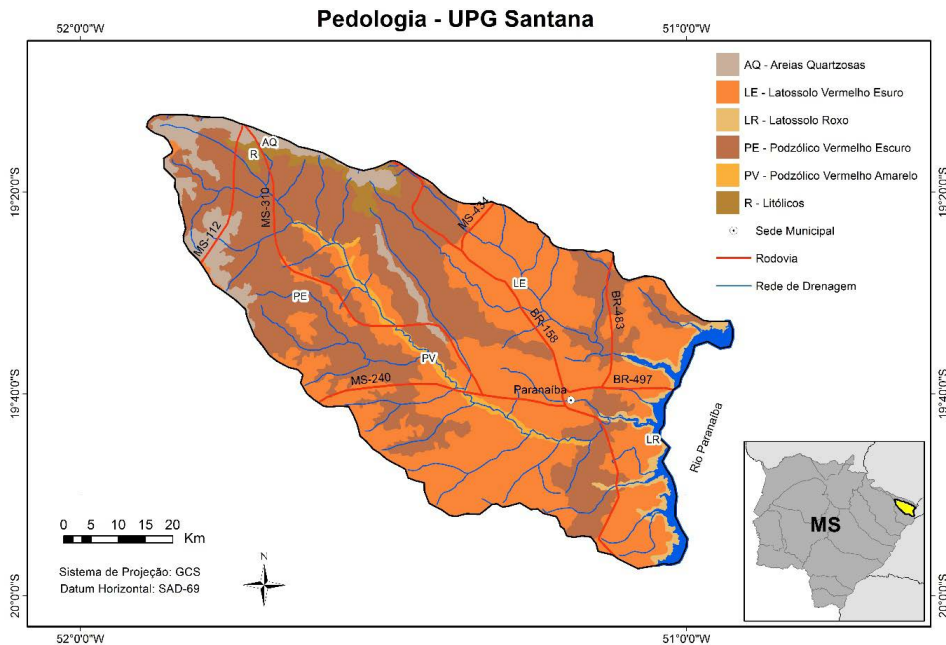 Pedologia - UPG Santana
52°0'0"W
51°0'0"W
AQ - Areias Quartzosas
LE - Latossolo Vermelho Esuro
LR - Latossolo Roxo
PE - Podzólico Vermelho Escuro
PV - Podzólico Vermelho Amarelo
R - Litólicos
Sede Municipal
Rodovia
Rede de Drenagem
19°20'0"S
19°20'0"S
AQ
R
MS-310
MS-112
MS-434
LE
PE
BR-158
BR-483
PV
MS-240
Paranaíba
BR-497
19°40'0"S
19°40'0"S
LR
Rio Paranaíba
MS
0 5 10 15 20
Km
N
Sistema de Projeção: GCS
Datum Horizontal: SAD-69
20°0'0"S
20°0'0"S
52°0'0"W
51°0'0"W